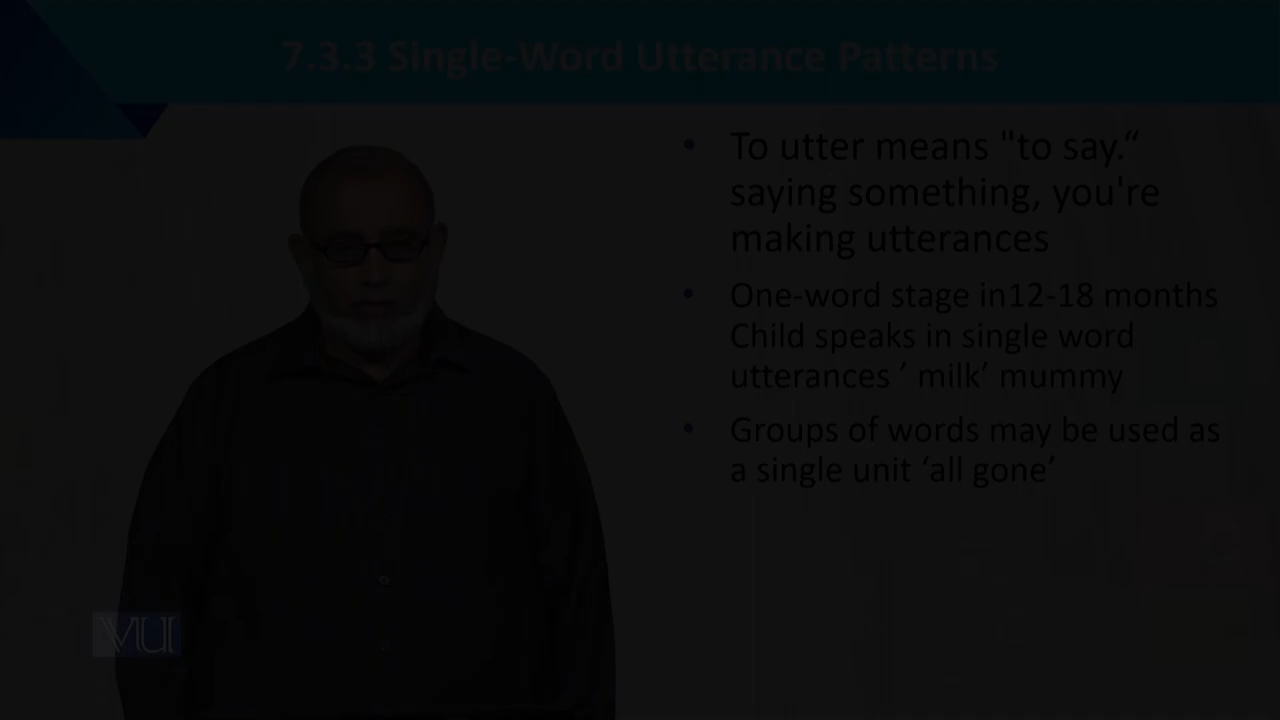 7.3.3 Single-Word Utterance Patterns
• To utter means "to say.“
saying something, you're
making utterances
• One-word stage in12-18 months
Child speaks in single word
utterances ’ milk’ mummy
• Groups of words may be used as
a single unit ‘all gone’
VU